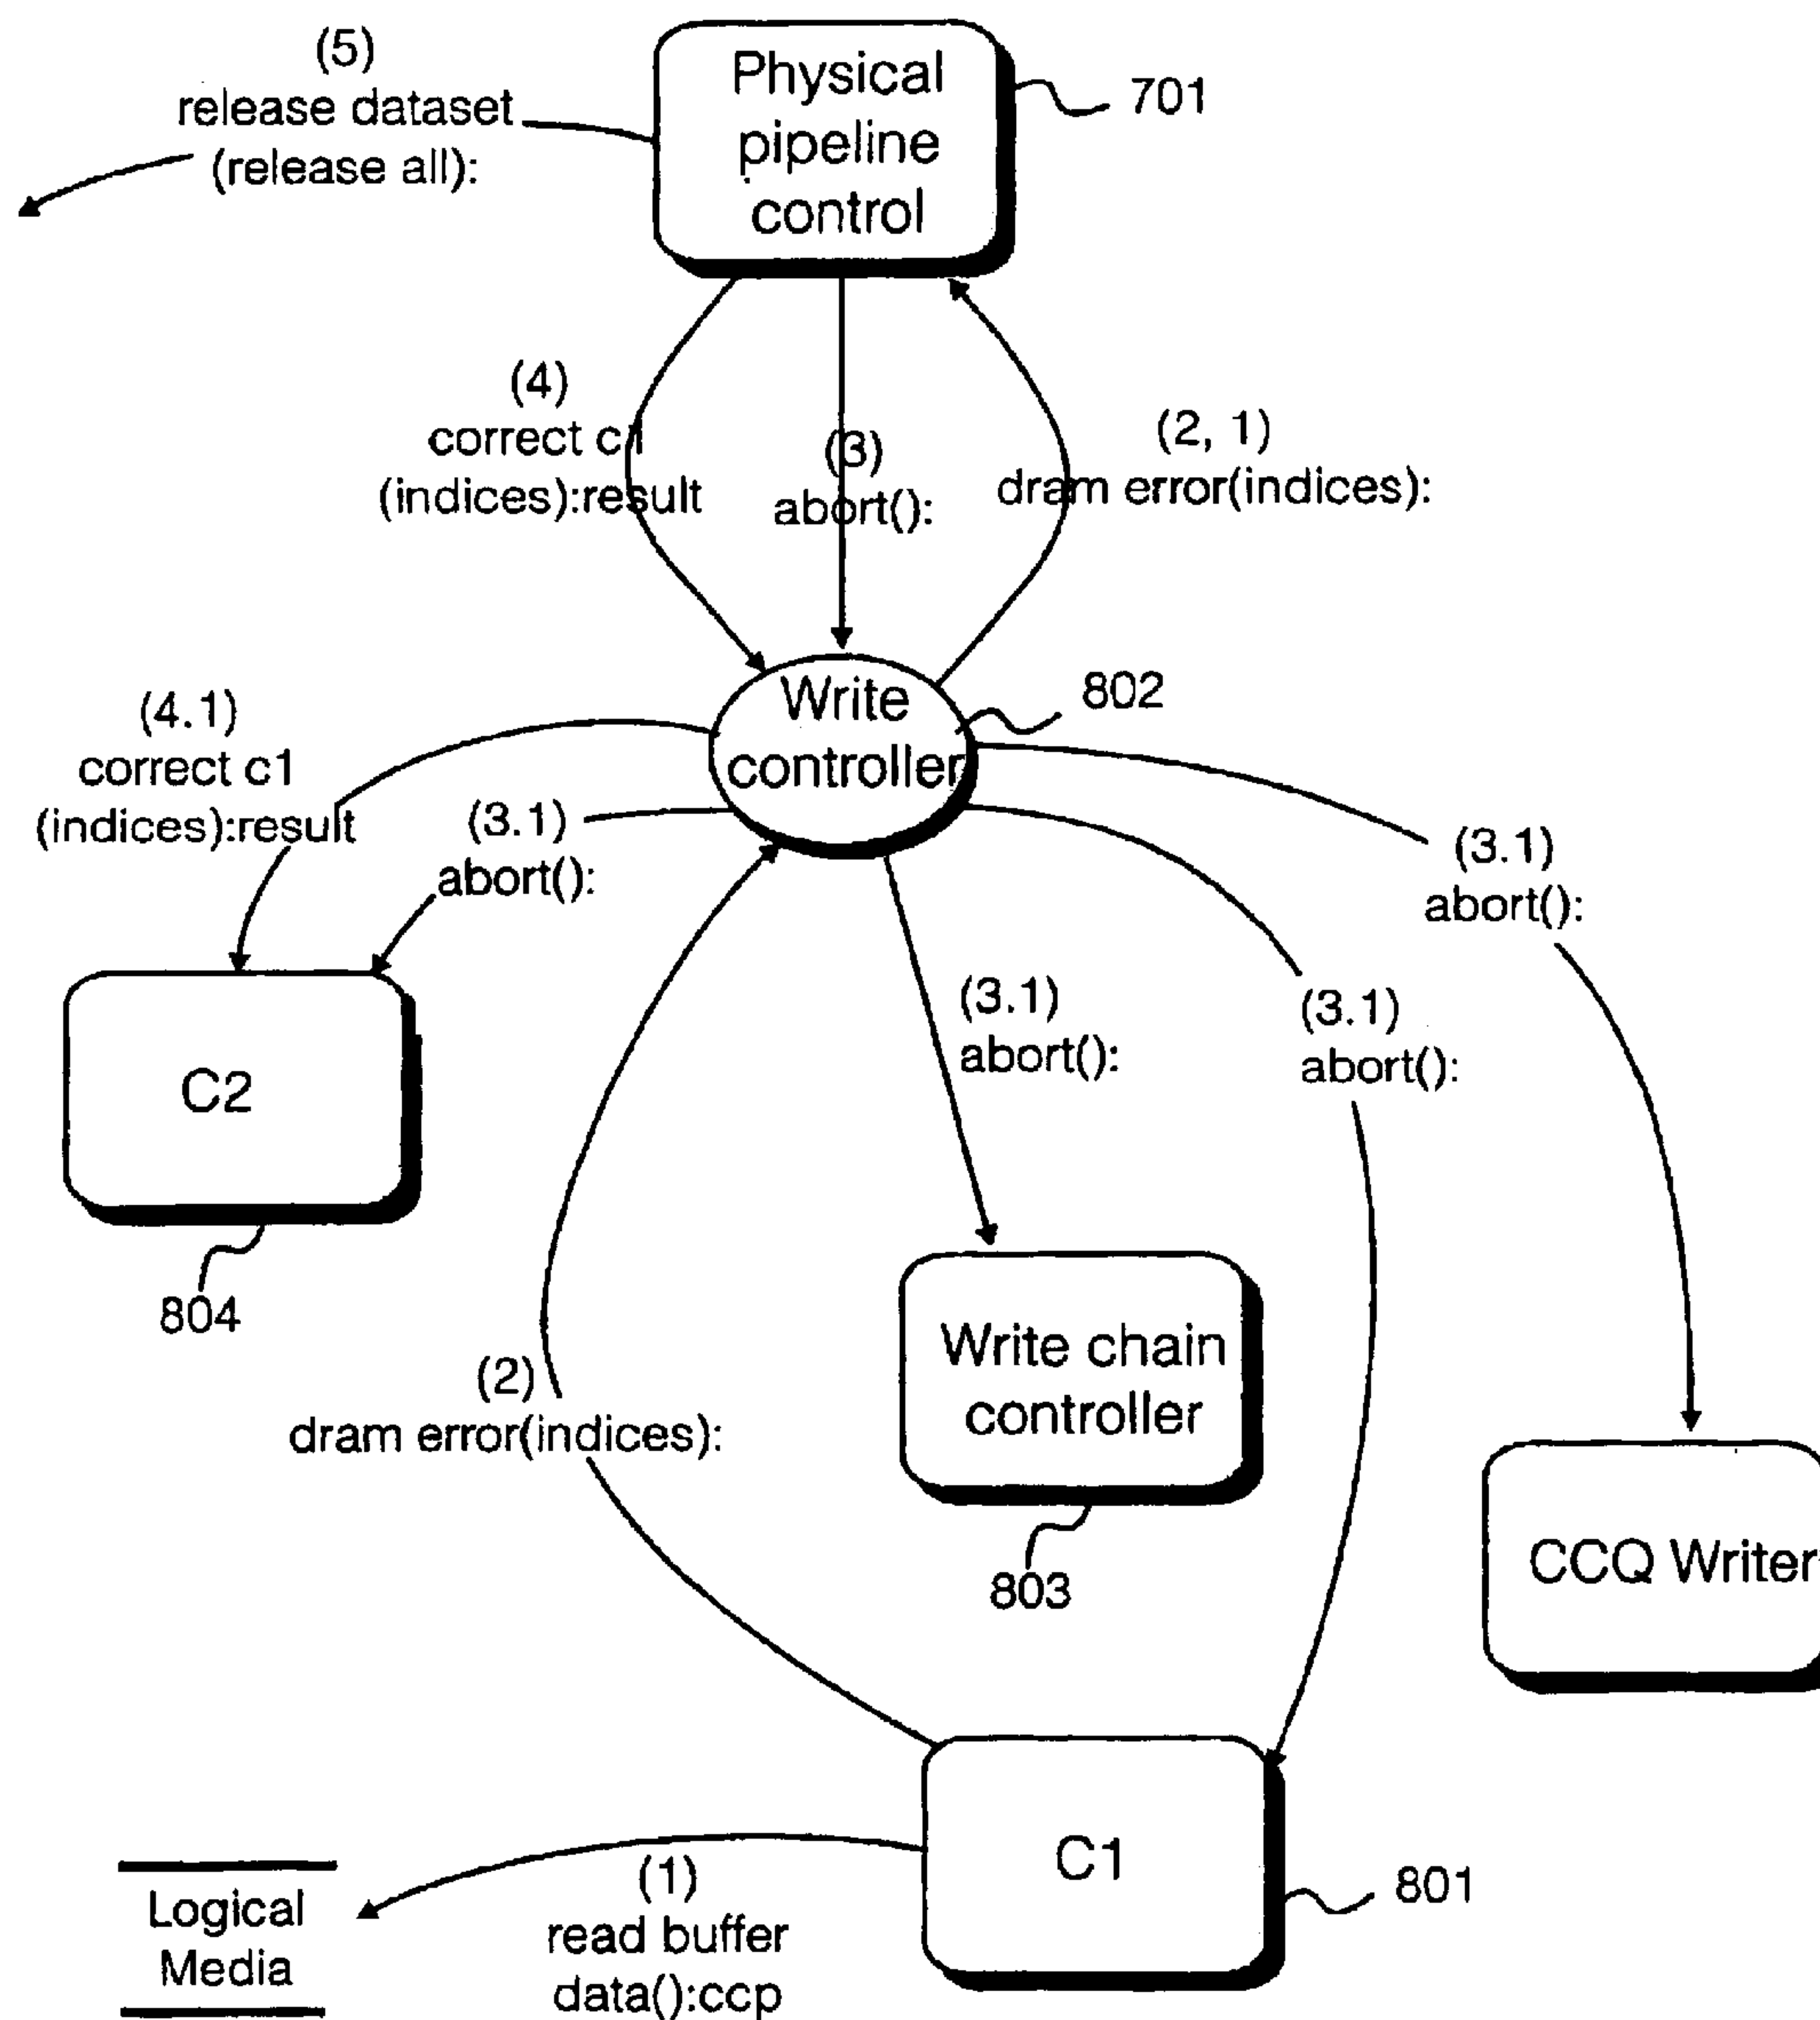 (5)
release dataset
(release all):
Physical
pipeline
control
701
(4)
correct c1
(indices):result
(3)
abort():
(2, 1)
dram error(indices):
Write
controller
802
(4.1)
correct c1
(indices):result
(3.1)
abort():
(3.1)
abort():
(3.1)
abort():
(3.1)
abort():
C2
804
Write chain
controller
803
(2)
dram error(indices):
CCQ Writer
C1
801
Logical
Media
(1)
read buffer
data():ccp